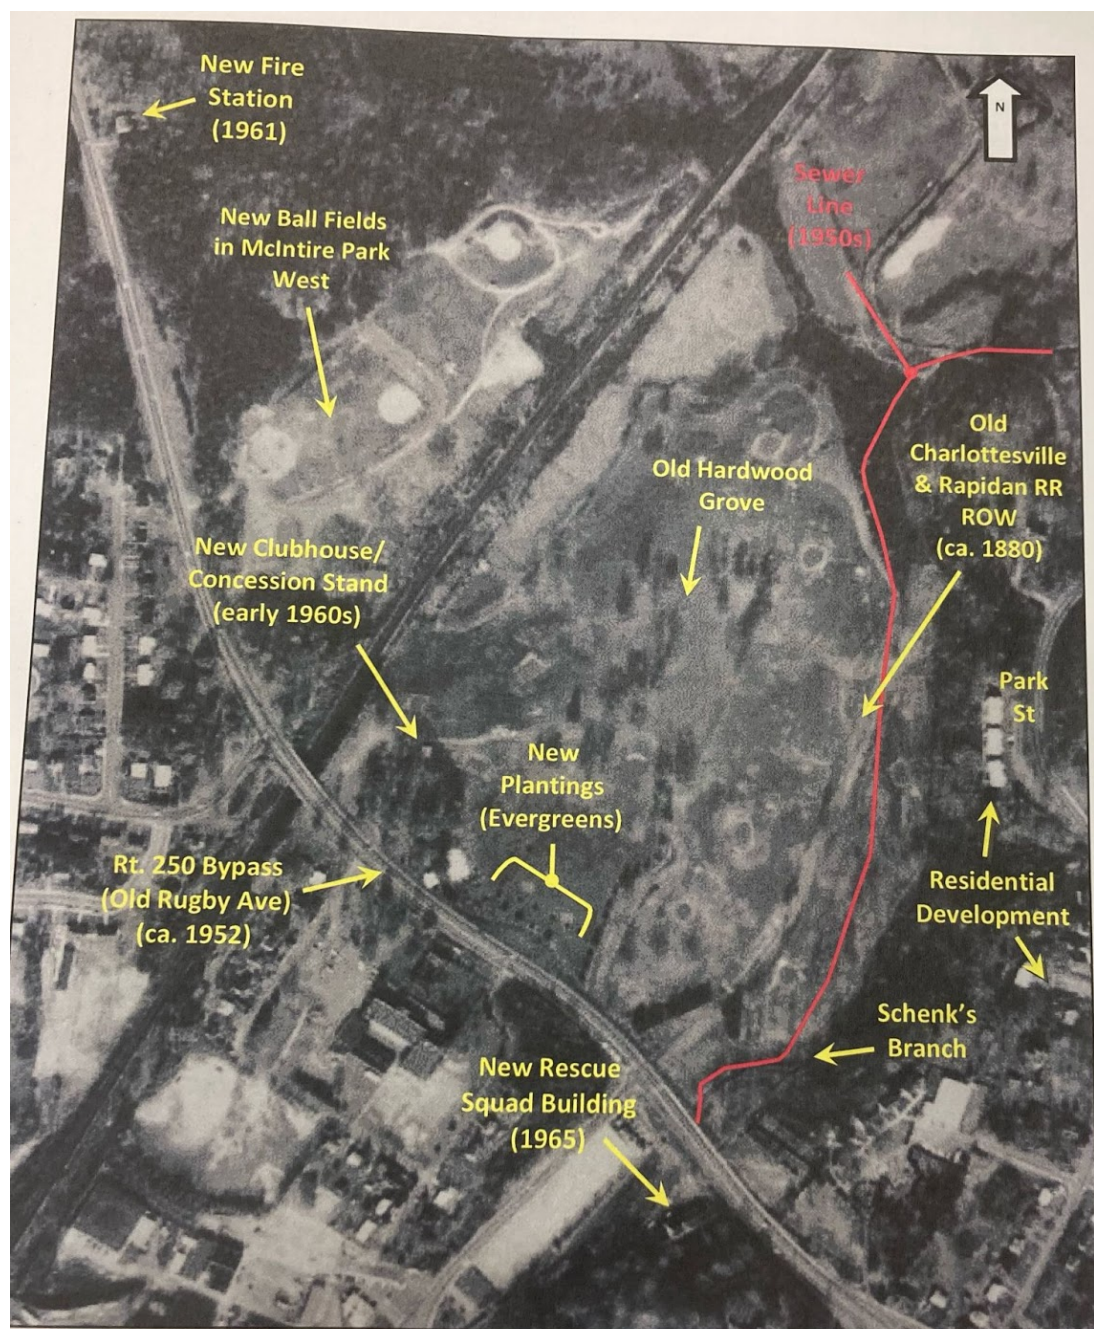 New Fire
Station
(1961)
N
Sewer
Line
(1950s)
New Ball Fields
in McIntire Park
West
Old Hardwood
Grove
Old
Charlottesville
& Rapidan RR
ROW
(ca. 1880)
New Clubhouse/
Concession Stand
(early 1960s)
Park
St
New
Plantings
(Evergreens)
Rt. 250 Bypass
(Old Rugby Ave)
(ca. 1952)
Residential
Development
Schenk's
Branch
New Rescue
Squad Building
(1965)